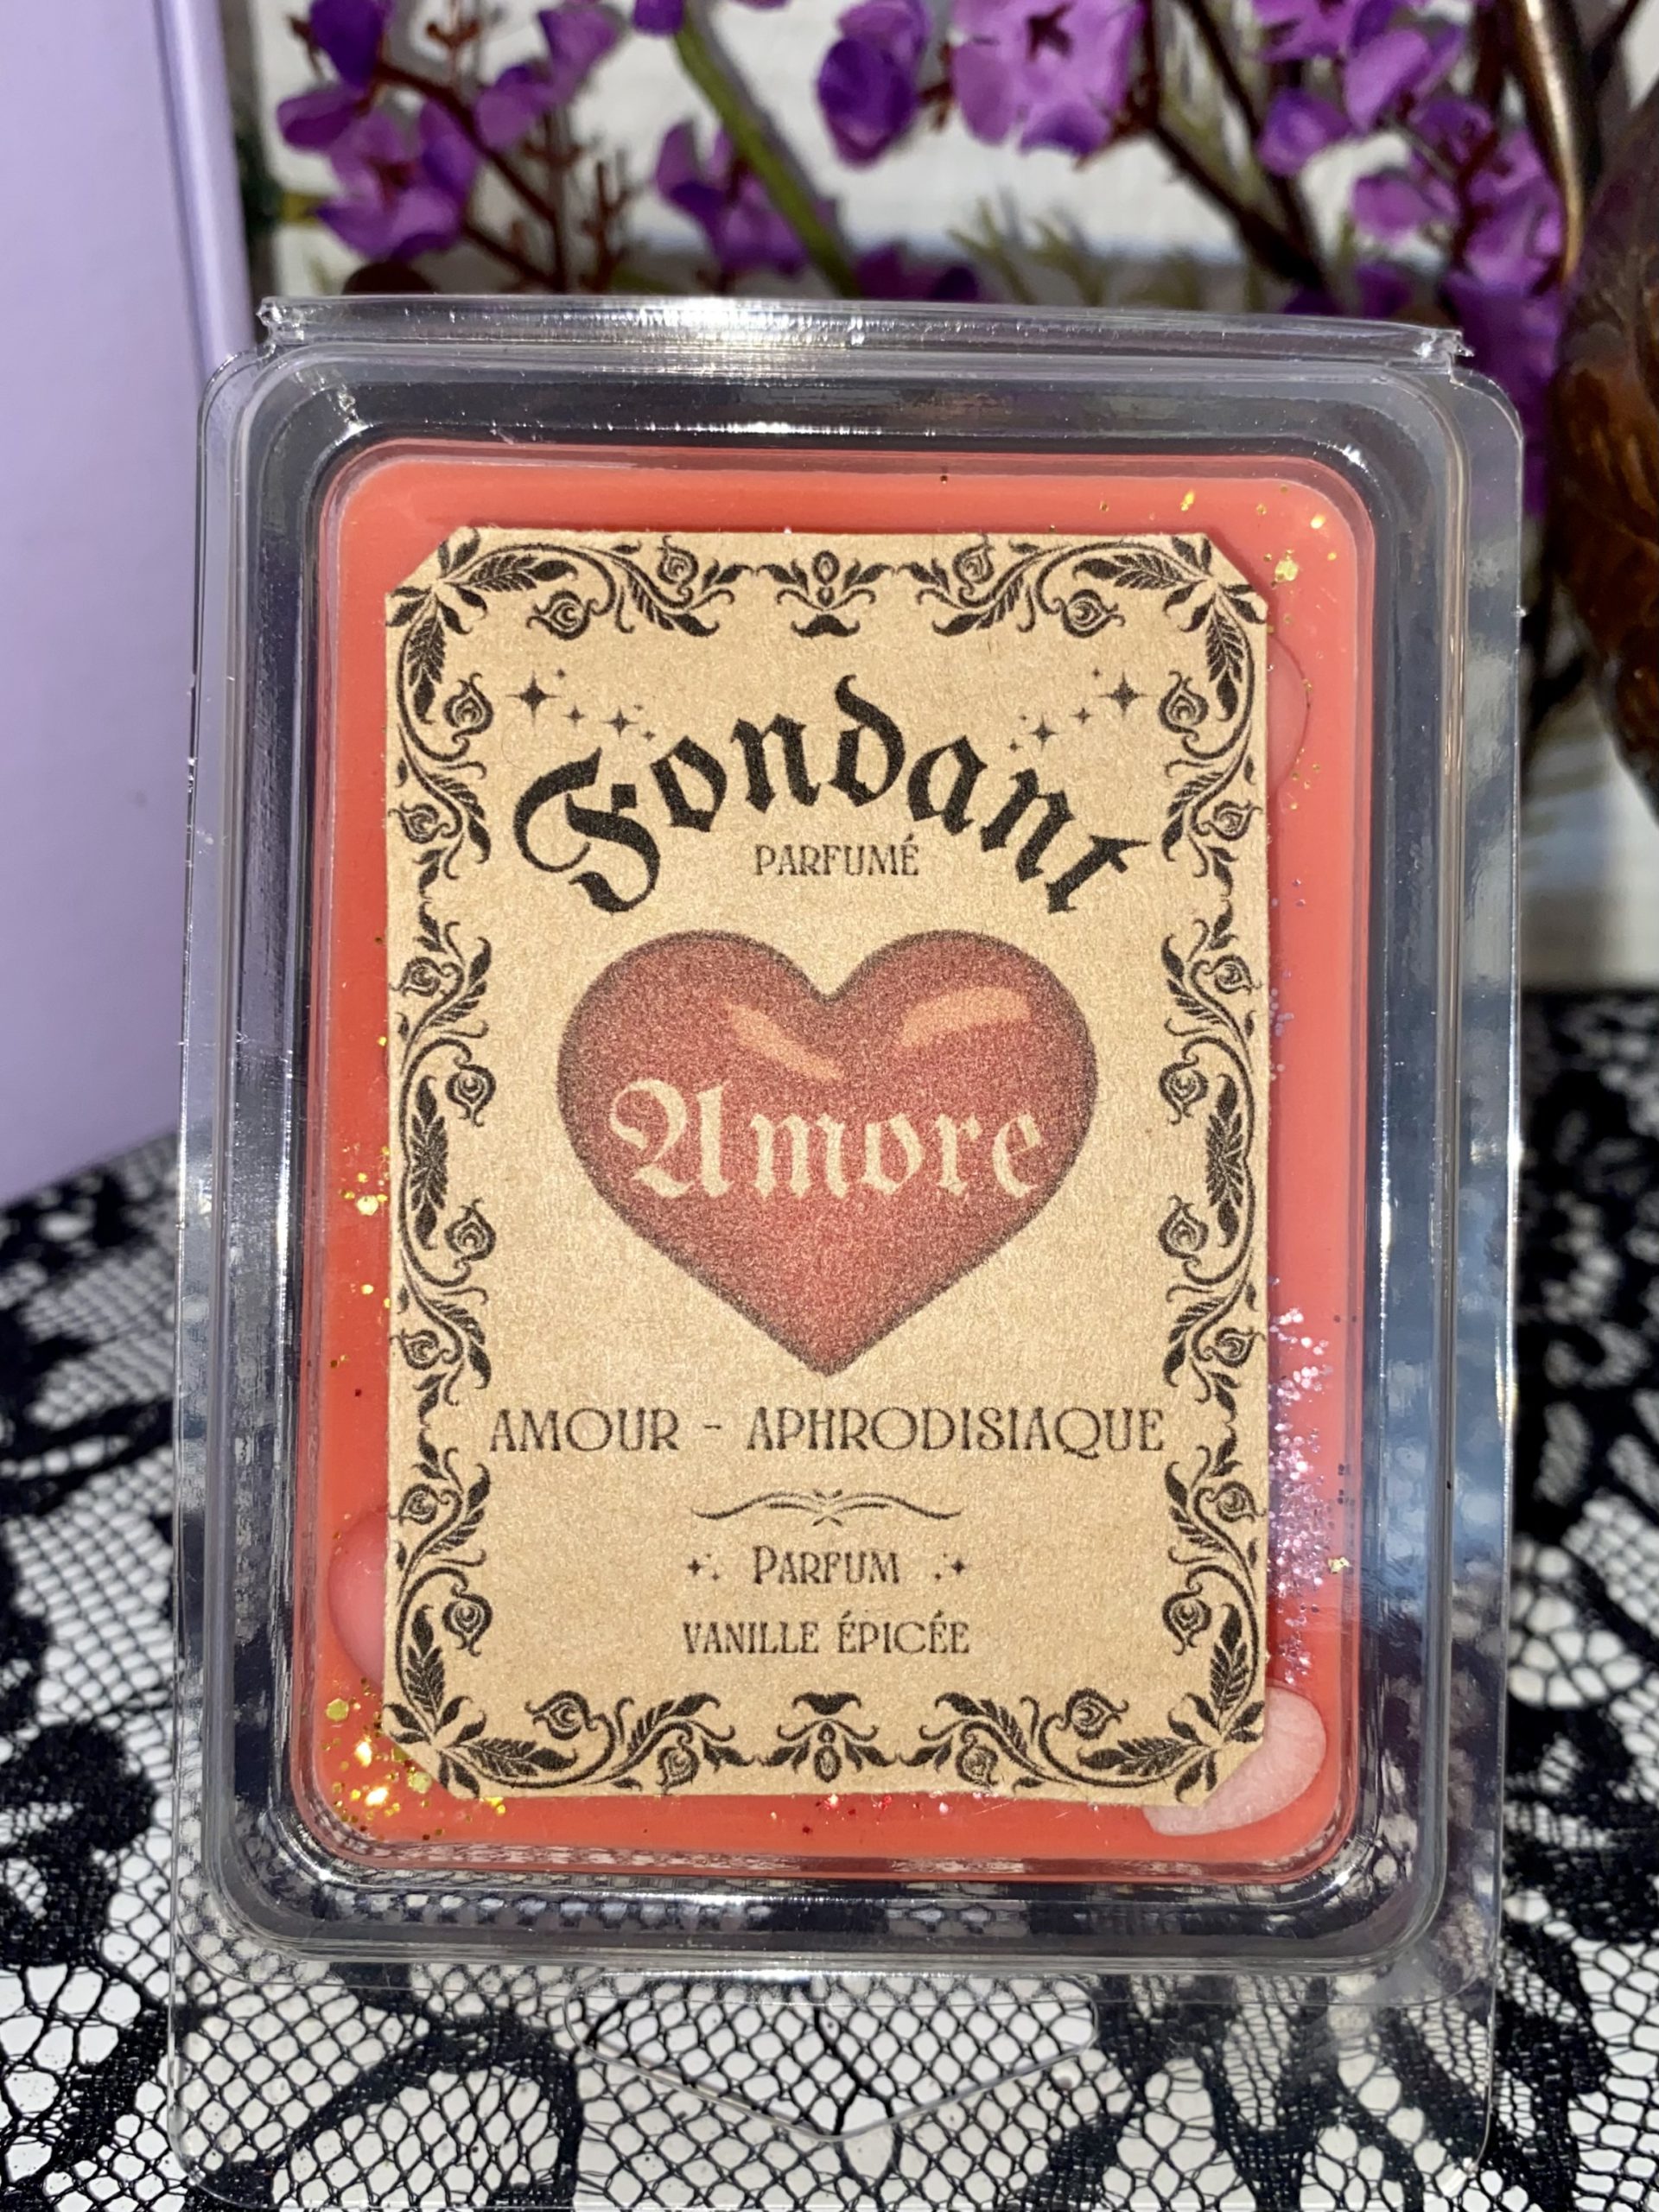 Fondant
PARFUMÉ
Amore
AMOUR - APHRODISIAQUE
PARFUM
VANILLE ÉPICÉE